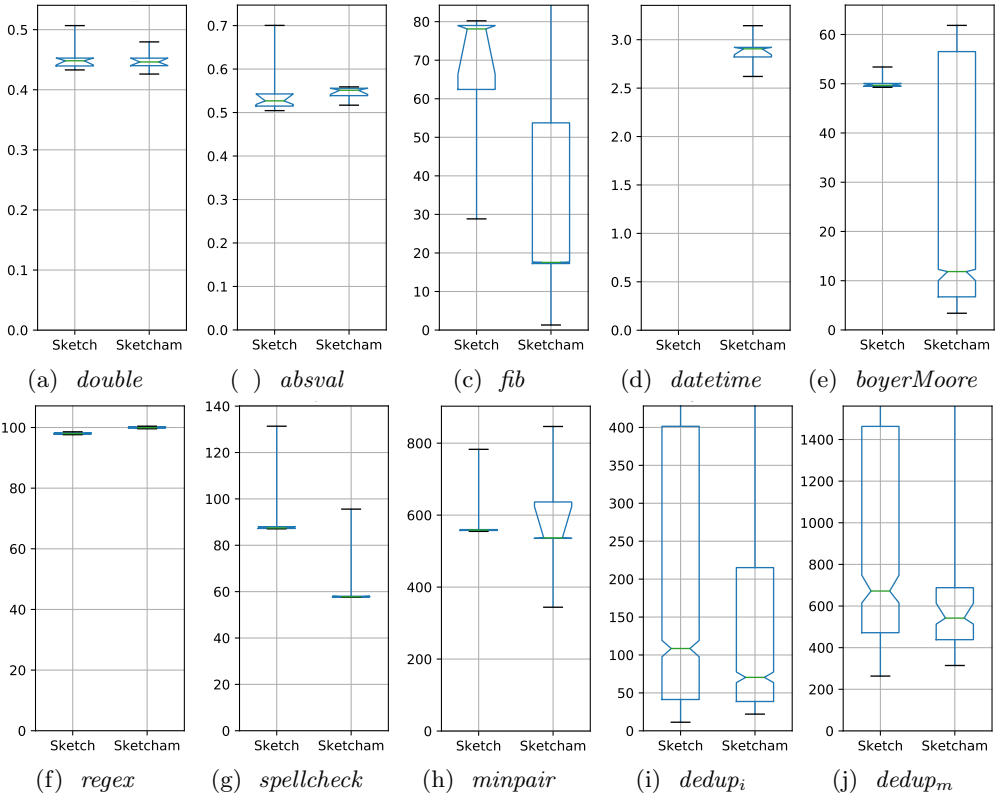 0.5 0.4 0.3 0.2 0.1 0.0
Sketch Sketcham
(a) double
0.7 0.6 0.5 0.4 0.3 0.2 0.1 0.0
Sketch Sketcham
( ) absval
80 70 60 50 40 30 20 10 0
Sketch Sketcham
(c) fib
3.0 2.5 2.0 1.5 1.0 0.5 0.0
Sketch Sketcham
(d) datetime
60 50 40 30 20 10 0
Sketch Sketcham
(e) boyerMoore
100 80 60 40 20 0
Sketch Sketcham
(f) regex
140 120 100 80 60 40 20 0
Sketch Sketcham
(g) spellcheck
800 600 400 200 0
Sketch Sketcham
(h) minpair
400 350 300 250 200 150 100 50 0
Sketch Sketcham
(i) dedupi
1400 1200 1000 800 600 400 200 0
Sketch Sketcham
(j) dedupm